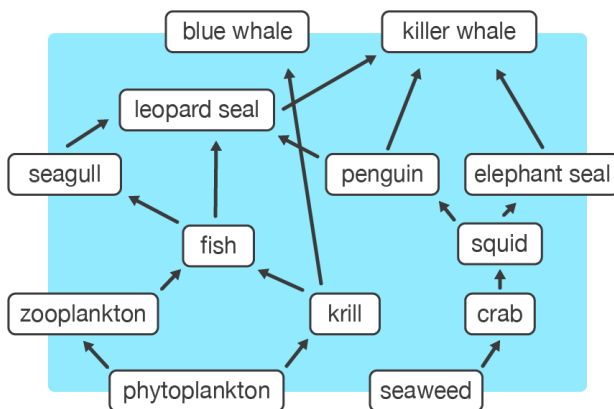 blue whale
killer whale
leopard seal
seagull
penguin
elephant seal
fish
squid
zooplankton
krill
crab
phytoplankton
seaweed